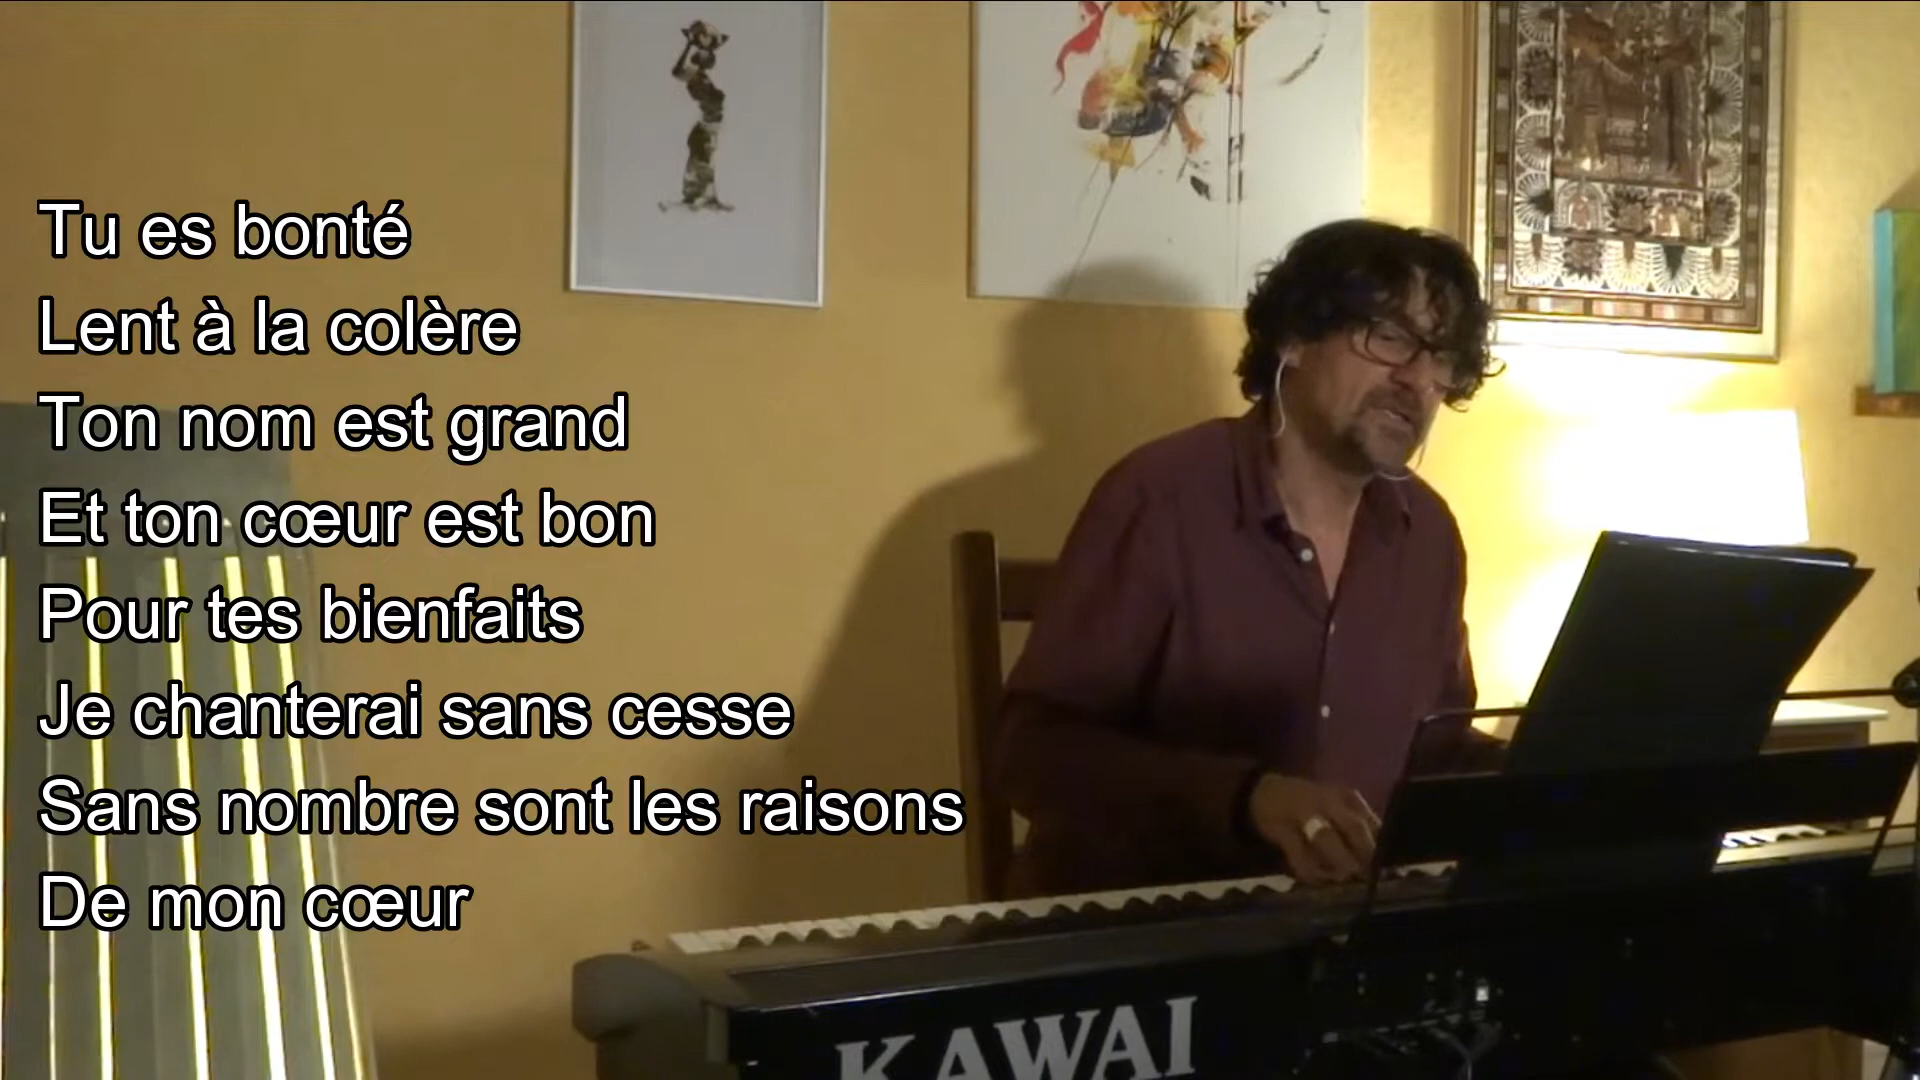 Tu es bonté
Lent à la colère
Ton nom est grand
Et ton cœur est bon
Pour tes bienfaits
Je chanterai sans cesse
Sans nombre sont les raisons
De mon cœur
KAWAI